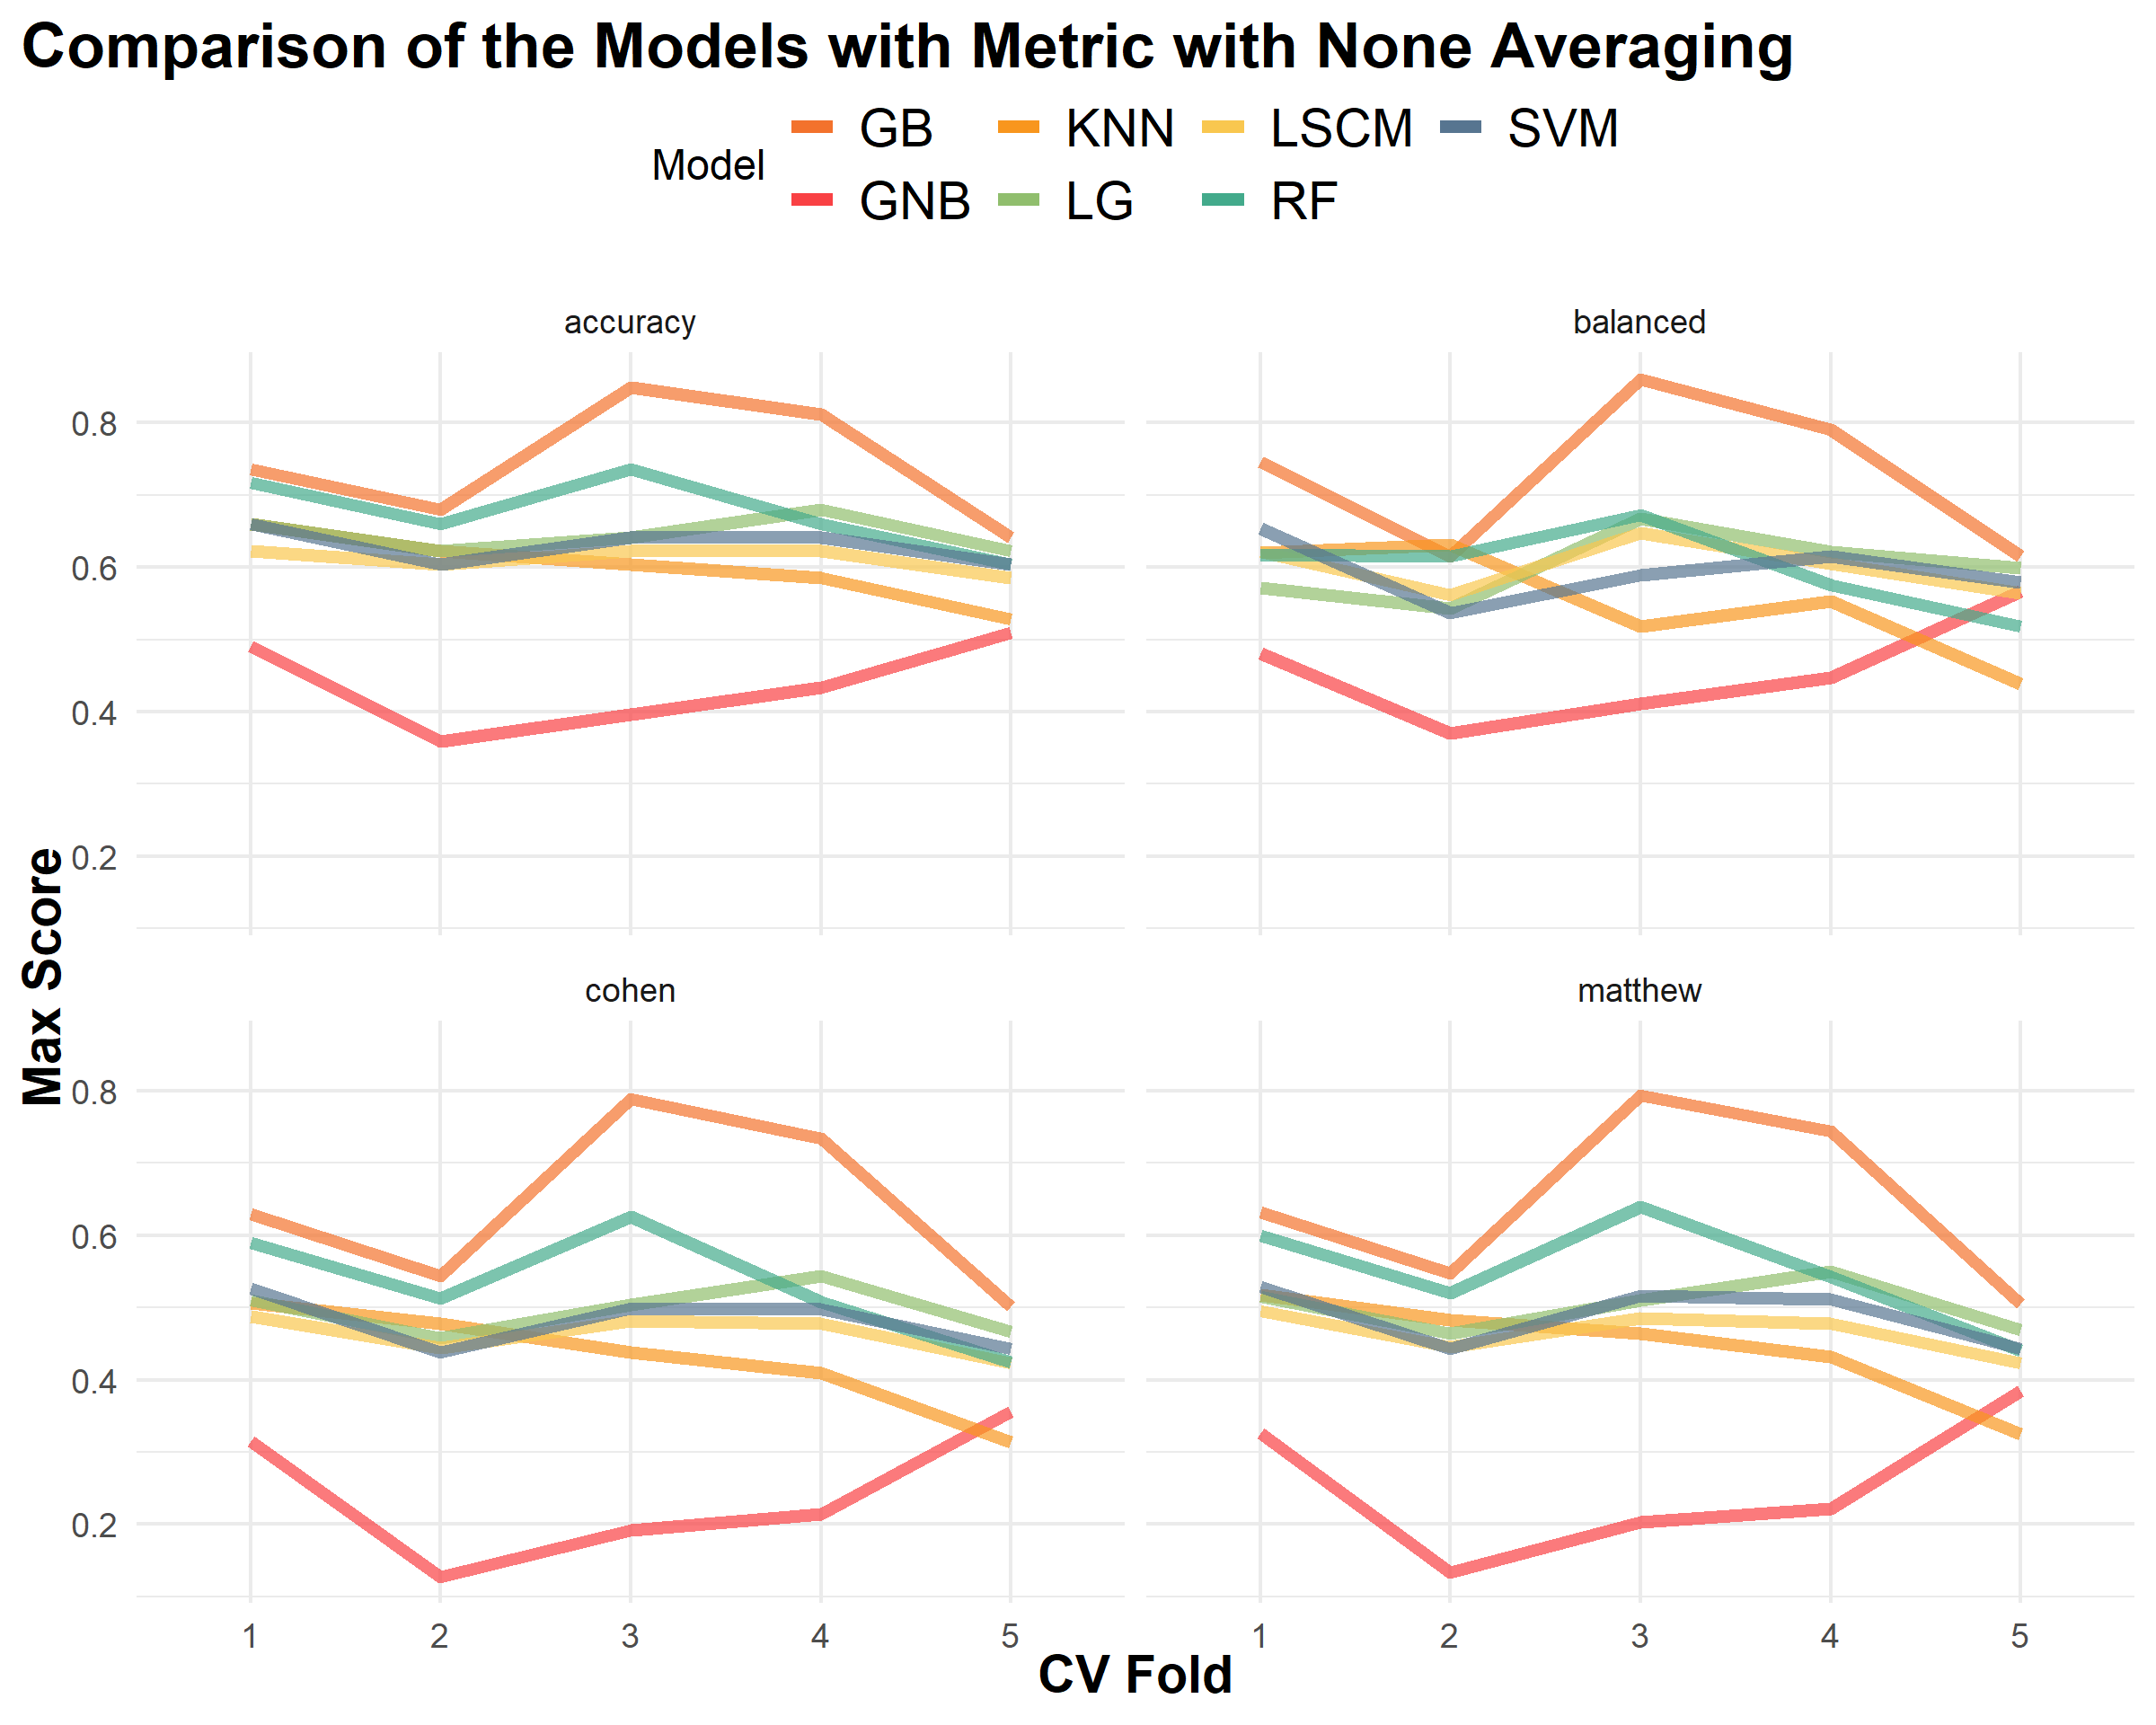 Comparison of the Models with Metric with None Averaging
Model
GB KNN LSCM SVM
GNB LG RF
accuracy balanced
0.8
0.6
0.4
0.2
cohen matthew
0.8
0.6
0.4
0.2
Max Score
1 2 3 4 5 1 2 3 4 5
CV Fold